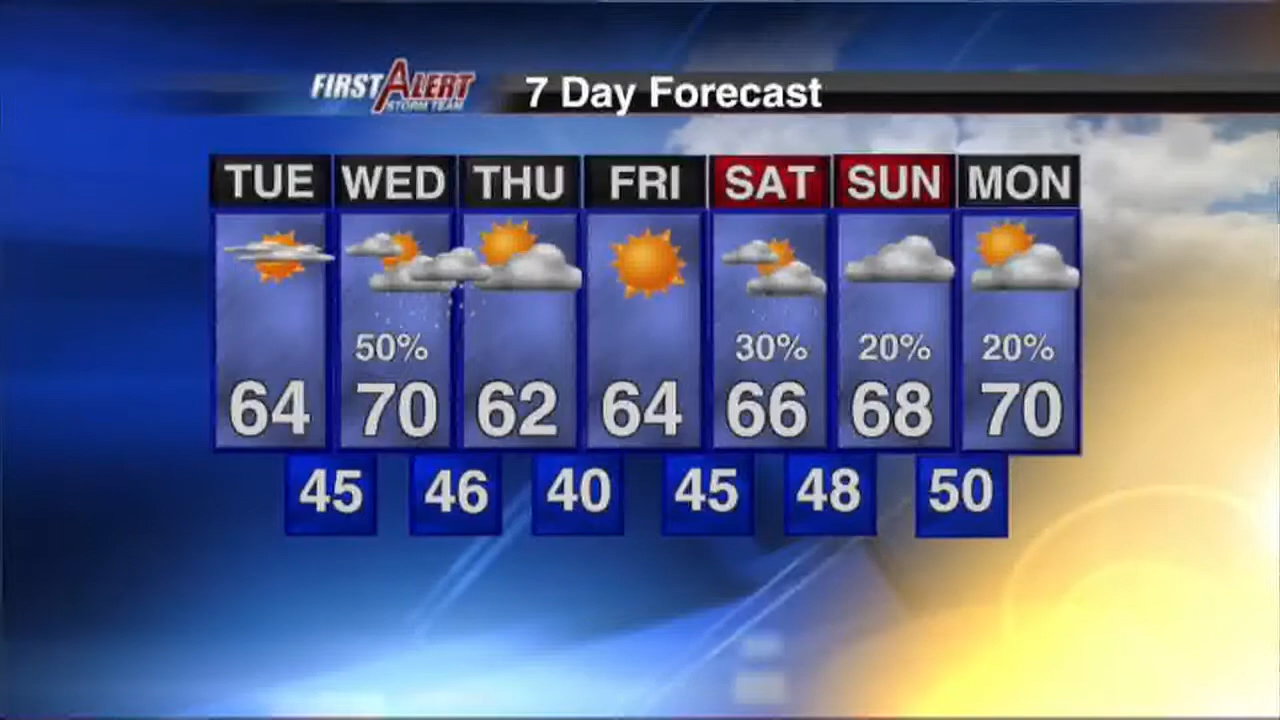 FIRST ALERT
STORM TEAM
7 Day Forecast
TUE WED THU FRI SAT SUN MON
50% 30% 20% 20%
64 70 62 64 66 68 70
45 46 40 45 48 50